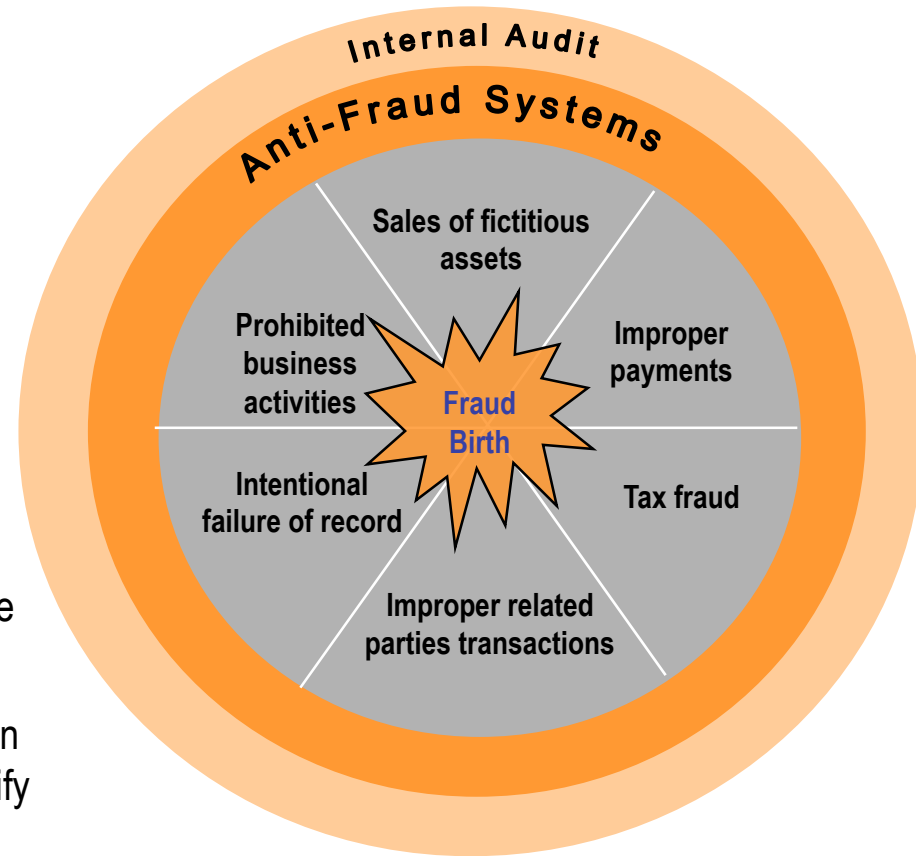 Internal Audit
Anti-Fraud Systems
Sales of fictitious
assets
Prohibited
business
activities
Improper
payments
Fraud
Birth
Intentional
failure of record
Tax fraud
Improper related
parties transactions
e
n
ify